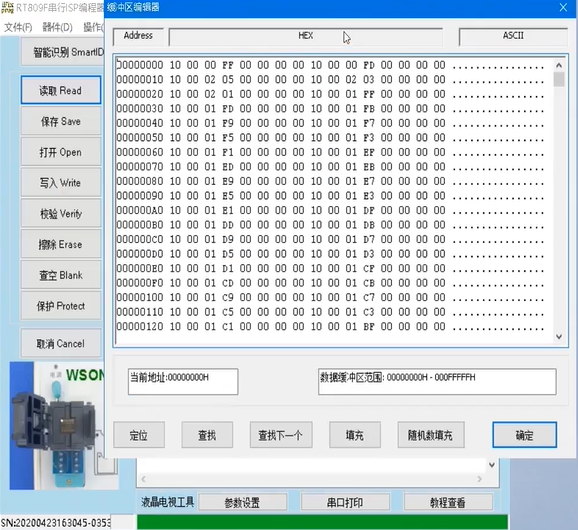 RT809F串行ISP编程器
缓冲区编辑器
文件(F) 器件(D) 操作(
智能识别 SmartID
读取 Read
保存 Save
打开 Open
写入 Write
校验 Verify
擦除 Erase
查空 Blank
保护 Protect
取消 Cancel
WSON
SN:20200423163045-0353
Address HEX ASCII
00000000 10 00 00 FF 00 00 00 00 10 00 00 FD 00 00 00 00 ................
00000010 10 00 02 05 00 00 00 00 10 00 02 03 00 00 00 00 ................
00000020 10 00 02 01 00 00 00 00 10 00 01 FF 00 00 00 00 ................
00000030 10 00 01 FD 00 00 00 00 10 00 01 FB 00 00 00 00 ................
00000040 10 00 01 F9 00 00 00 00 10 00 01 F7 00 00 00 00 ................
00000050 10 00 01 F5 00 00 00 00 10 00 01 F3 00 00 00 00 ................
00000060 10 00 01 F1 00 00 00 00 10 00 01 EF 00 00 00 00 ................
00000070 10 00 01 ED 00 00 00 00 10 00 01 EB 00 00 00 00 ................
00000080 10 00 01 E9 00 00 00 00 10 00 01 E7 00 00 00 00 ................
00000090 10 00 01 E5 00 00 00 00 10 00 01 E3 00 00 00 00 ................
000000A0 10 00 01 E1 00 00 00 00 10 00 01 DF 00 00 00 00 ................
000000B0 10 00 01 DD 00 00 00 00 10 00 01 DB 00 00 00 00 ................
000000C0 10 00 01 D9 00 00 00 00 10 00 01 D7 00 00 00 00 ................
000000D0 10 00 01 D5 00 00 00 00 10 00 01 D3 00 00 00 00 ................
000000E0 10 00 01 D1 00 00 00 00 10 00 01 CF 00 00 00 00 ................
000000F0 10 00 01 CD 00 00 00 00 10 00 01 CB 00 00 00 00 ................
00000100 10 00 01 C9 00 00 00 00 10 00 01 C7 00 00 00 00 ................
00000110 10 00 01 C5 00 00 00 00 10 00 01 C3 00 00 00 00 ................
00000120 10 00 01 C1 00 00 00 00 10 00 01 BF 00 00 00 00 ................
当前地址:00000000H
数据缓冲区范围: 00000000H - 000FFFFFH
定位 查找 查找下一个 填充 随机数填充 确定
液晶电视工具 参数设置 串口打印 教程查看